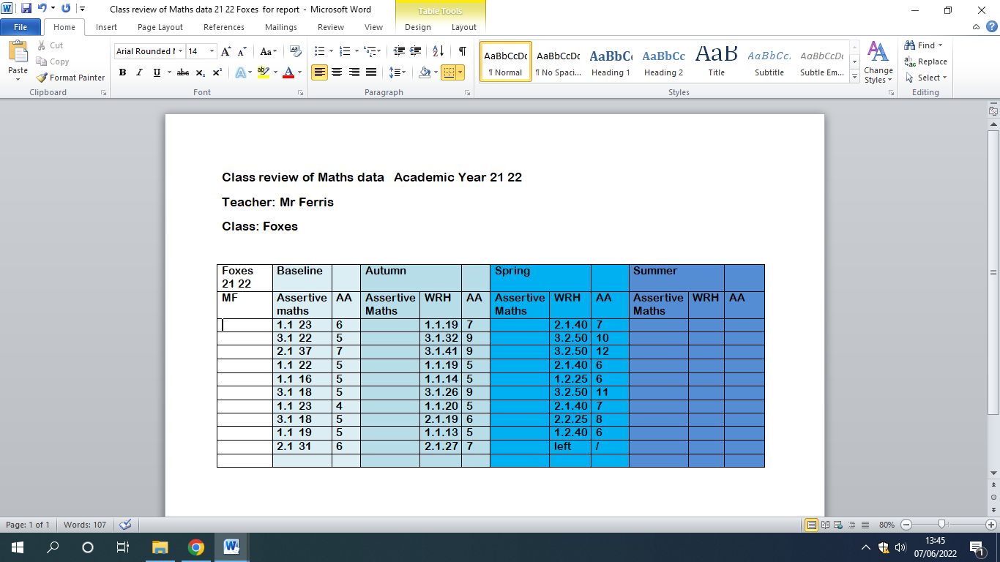 Class review of Maths data 21 22 Foxes  for report  -  Microsoft Word
Table Tools
File Home Insert Page Layout References Mailings Review View Design Layout
Paste
Cut
Copy
Format Painter
Clipboard
14
Font
Paragraph
AaBbCcDc AaBbCcDc AaBbC AaBbCc AaB AaBbCc. AaBbCcDc
¶ Normal ¶ No Spaci... Heading 1 Heading 2 Title Subtitle Subtle Em...
Styles
Change Styles
Find
Replace
Select
Editing
Class review of Maths data   Academic Year 21 22
Teacher: Mr Ferris
Class: Foxes
Foxes 21 22 Baseline Autumn Spring Summer
MF Assertive maths AA Assertive Maths WRH AA Assertive Maths WRH AA Assertive Maths WRH AA
1.1  23 6 1.1.19 7 2.1.40 7
3.1  22 5 3.1.32 9 3.2.50 10
2.1  37 7 3.1.41 9 3.2.50 12
1.1  22 5 1.1.19 5 2.1.40 6
1.1  16 5 1.1.14 5 1.2.25 6
3.1  18 5 3.1.26 9 3.2.50 11
1.1  23 4 1.1.20 5 2.1.40 7
3.1  18 5 2.1.19 6 2.2.25 8
1.1  19 5 1.1.13 5 1.2.40 6
2.1  31 6 2.1.27 7 left /
Page: 1 of 1 Words: 107 80%
13:45
07/06/2022